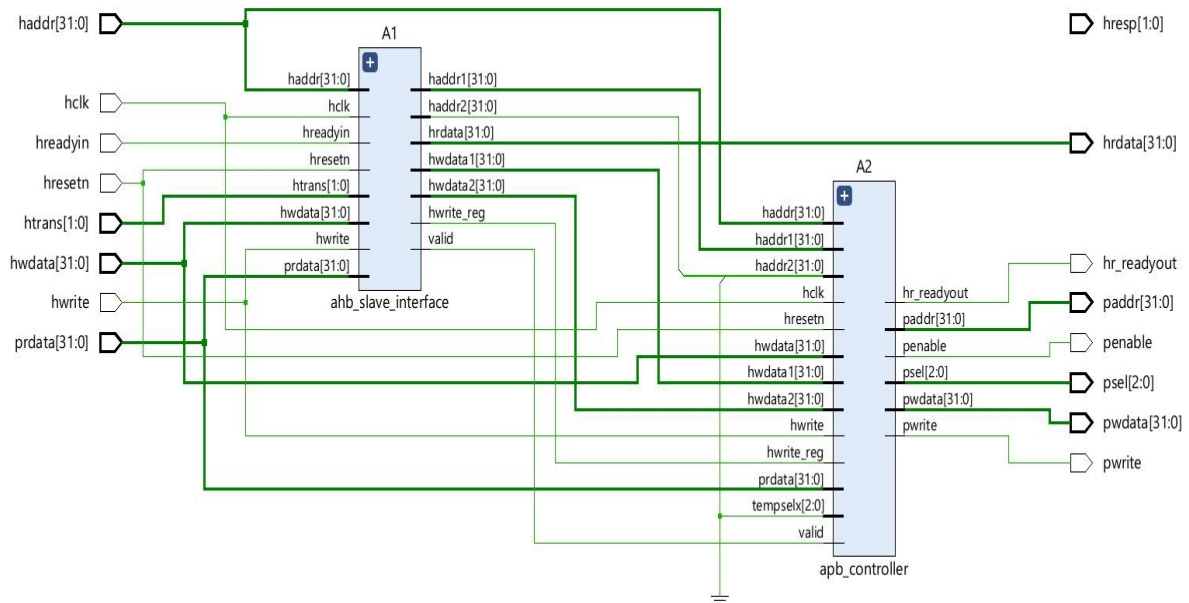 haddr[31:0]
hclk
hreadyin
hresetn
htrans[1:0]
hwdata[31:0]
hwrite
prdata[31:0]
A1
+
haddr[31:0]
hclk
hreadyin
hresetn
htrans[1:0]
hwdata[31:0]
hwrite
prdata[31:0]
haddr1[31:0]
haddr2[31:0]
hrdata[31:0]
hwdata1[31:0]
hwdata2[31:0]
hwrite_reg
valid
ahb_slave_interface
A2
+
haddr[31:0]
haddr1[31:0]
haddr2[31:0]
hclk
hresetn
hwdata[31:0]
hwdata1[31:0]
hwdata2[31:0]
hwrite
hwrite_reg
prdata[31:0]
tempselx[2:0]
valid
hr_readyout
paddr[31:0]
penable
psel[2:0]
pwdata[31:0]
pwrite
apb_controller
hresp[1:0]
hrdata[31:0]
hr_readyout
paddr[31:0]
penable
psel[2:0]
pwdata[31:0]
pwrite